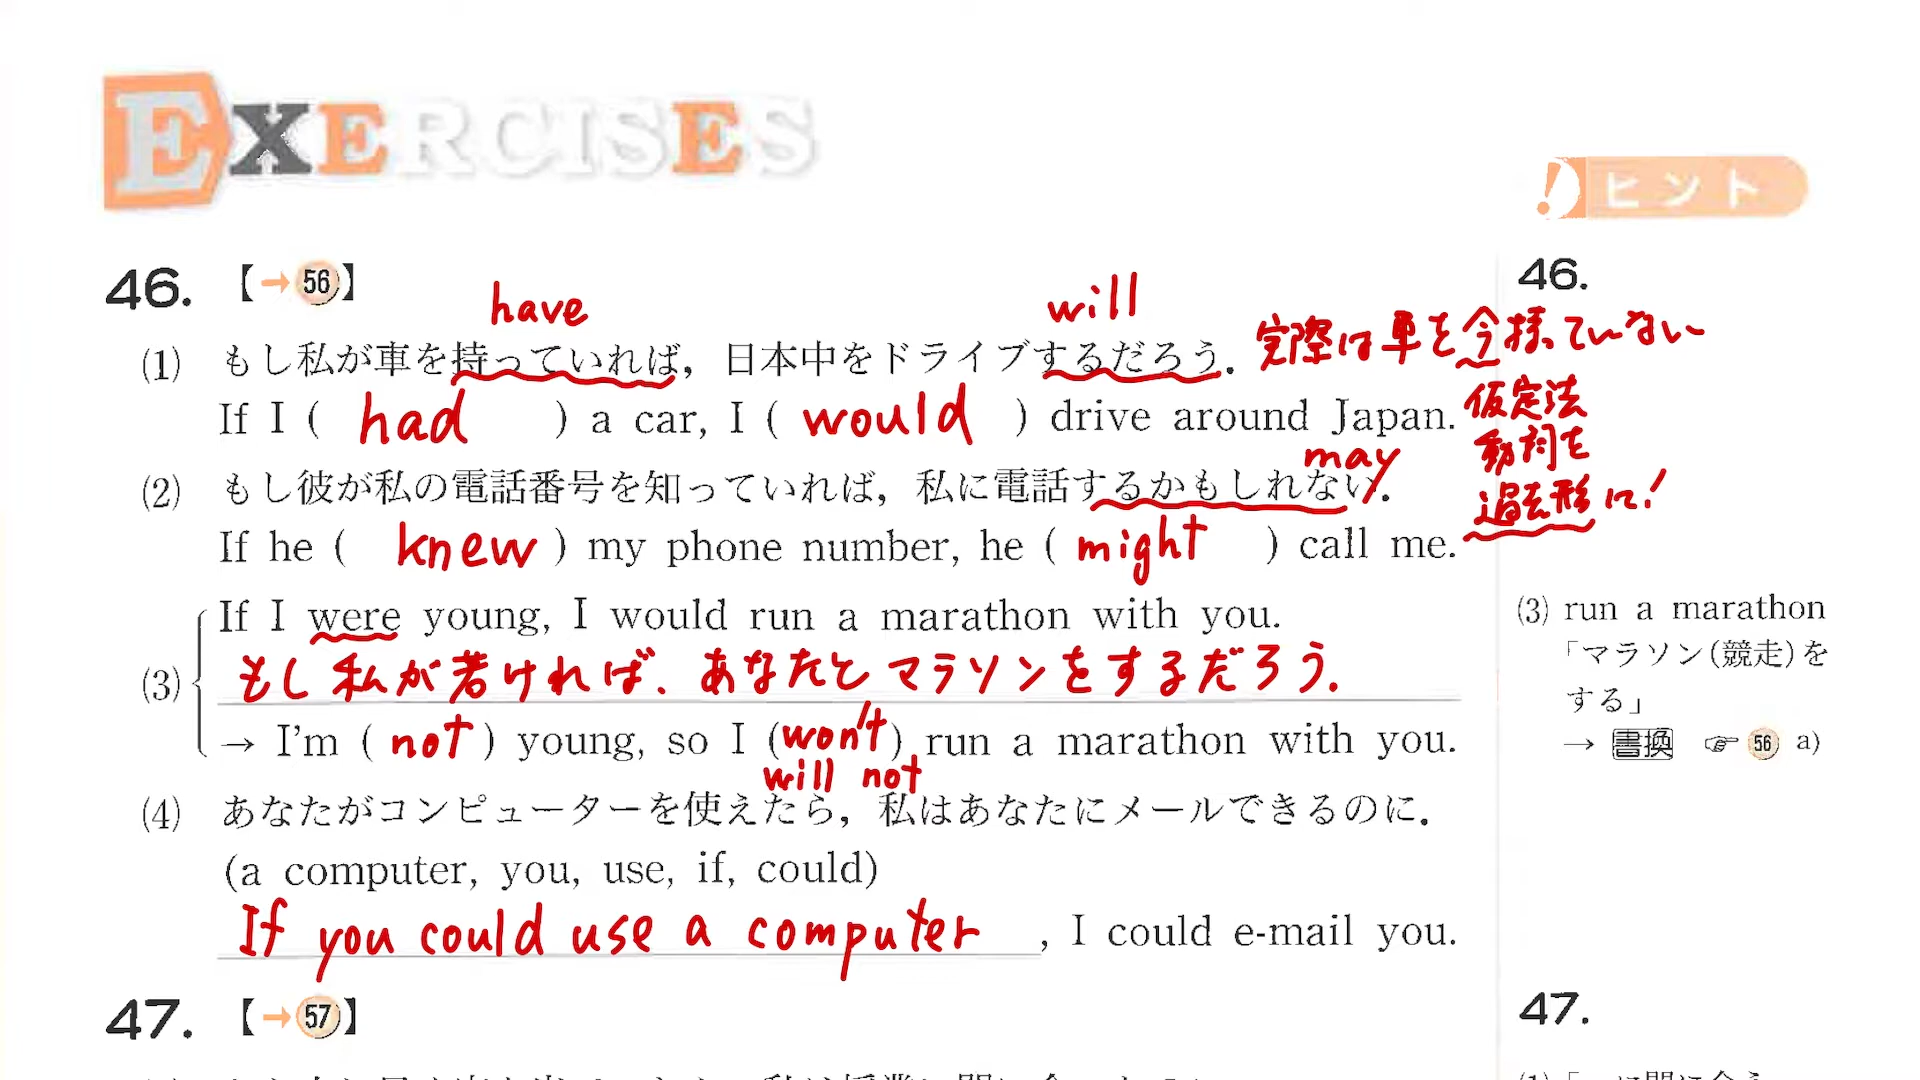 EXERCISES
ヒント
46. 【→56】
have will
(1) もし私が車を持っていれば，日本中をドライブするだろう． 実際は車を今持っていない
If I ( had ) a car, I ( would ) drive around Japan. 仮定法
動詞を
may
(2) もし彼が私の電話番号を知っていれば，私に電話するかもしれない． 過去形に!
If he ( knew ) my phone number, he ( might ) call me.
(3) If I were young, I would run a marathon with you.
もし私が若ければ、あなたとマラソンをするだろう.
→ I'm ( not ) young, so I (won't) run a marathon with you.
will not
(4) あなたがコンピューターを使えたら，私はあなたにメールできるのに．
(a computer, you, use, if, could)
If you could use a computer , I could e-mail you.
47. 【→57】
46.
(3) run a marathon
「マラソン(競走)を
する」
→ 書換 ☞ 56 a)
47.